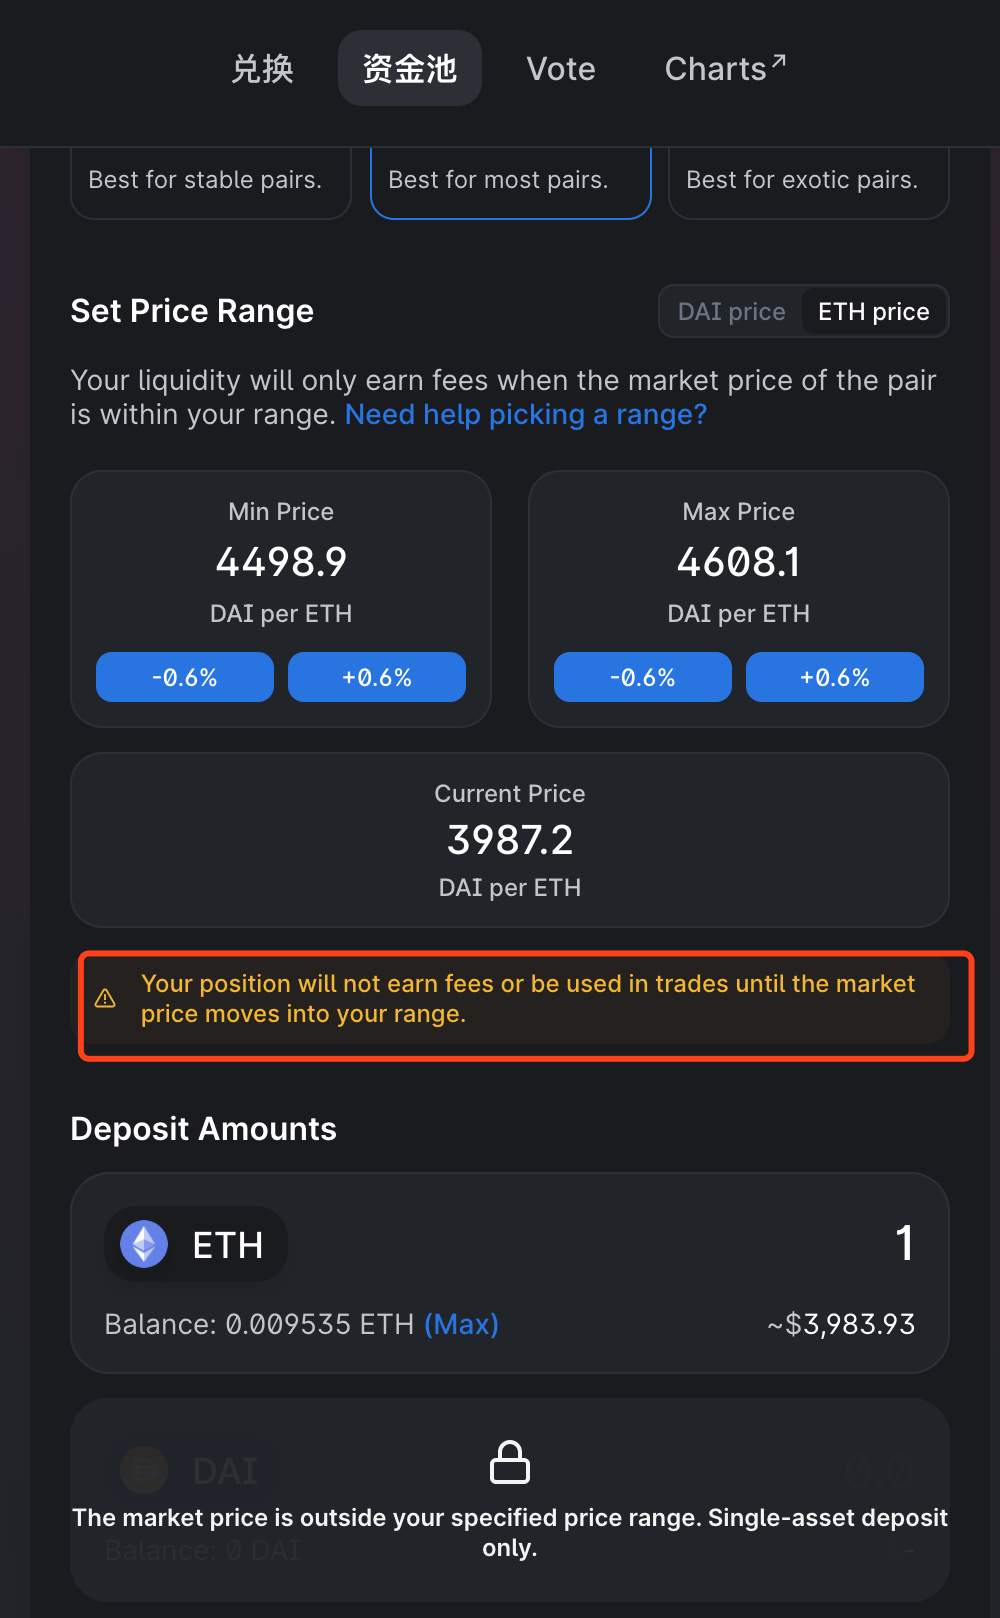 兑换 资金池 Vote Charts↗
Best for stable pairs. Best for most pairs. Best for exotic pairs.
Set Price Range DAI price ETH price
Your liquidity will only earn fees when the market price of the pair
is within your range. Need help picking a range?
Min Price Max Price
4498.9 4608.1
DAI per ETH DAI per ETH
-0.6% +0.6% -0.6% +0.6%
Current Price
3987.2
DAI per ETH
Your position will not earn fees or be used in trades until the market
price moves into your range.
Deposit Amounts
ETH 1
Balance: 0.009535 ETH (Max) ~$3,983.93
DAI 0.0
The market price is outside your specified price range. Single-asset deposit
only.
Balance: 0 DAI